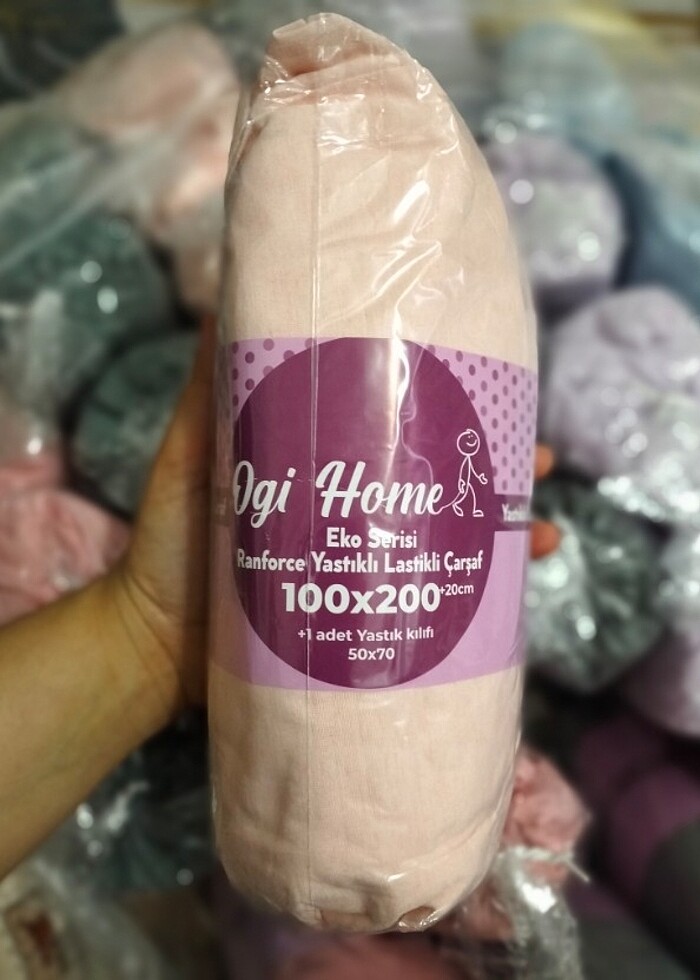 Ogi Home
Eko Serisi
Ranforce Yastıklı Lastikli Çarşaf
100x200+20cm
+1 adet Yastık kılıfı
50x70